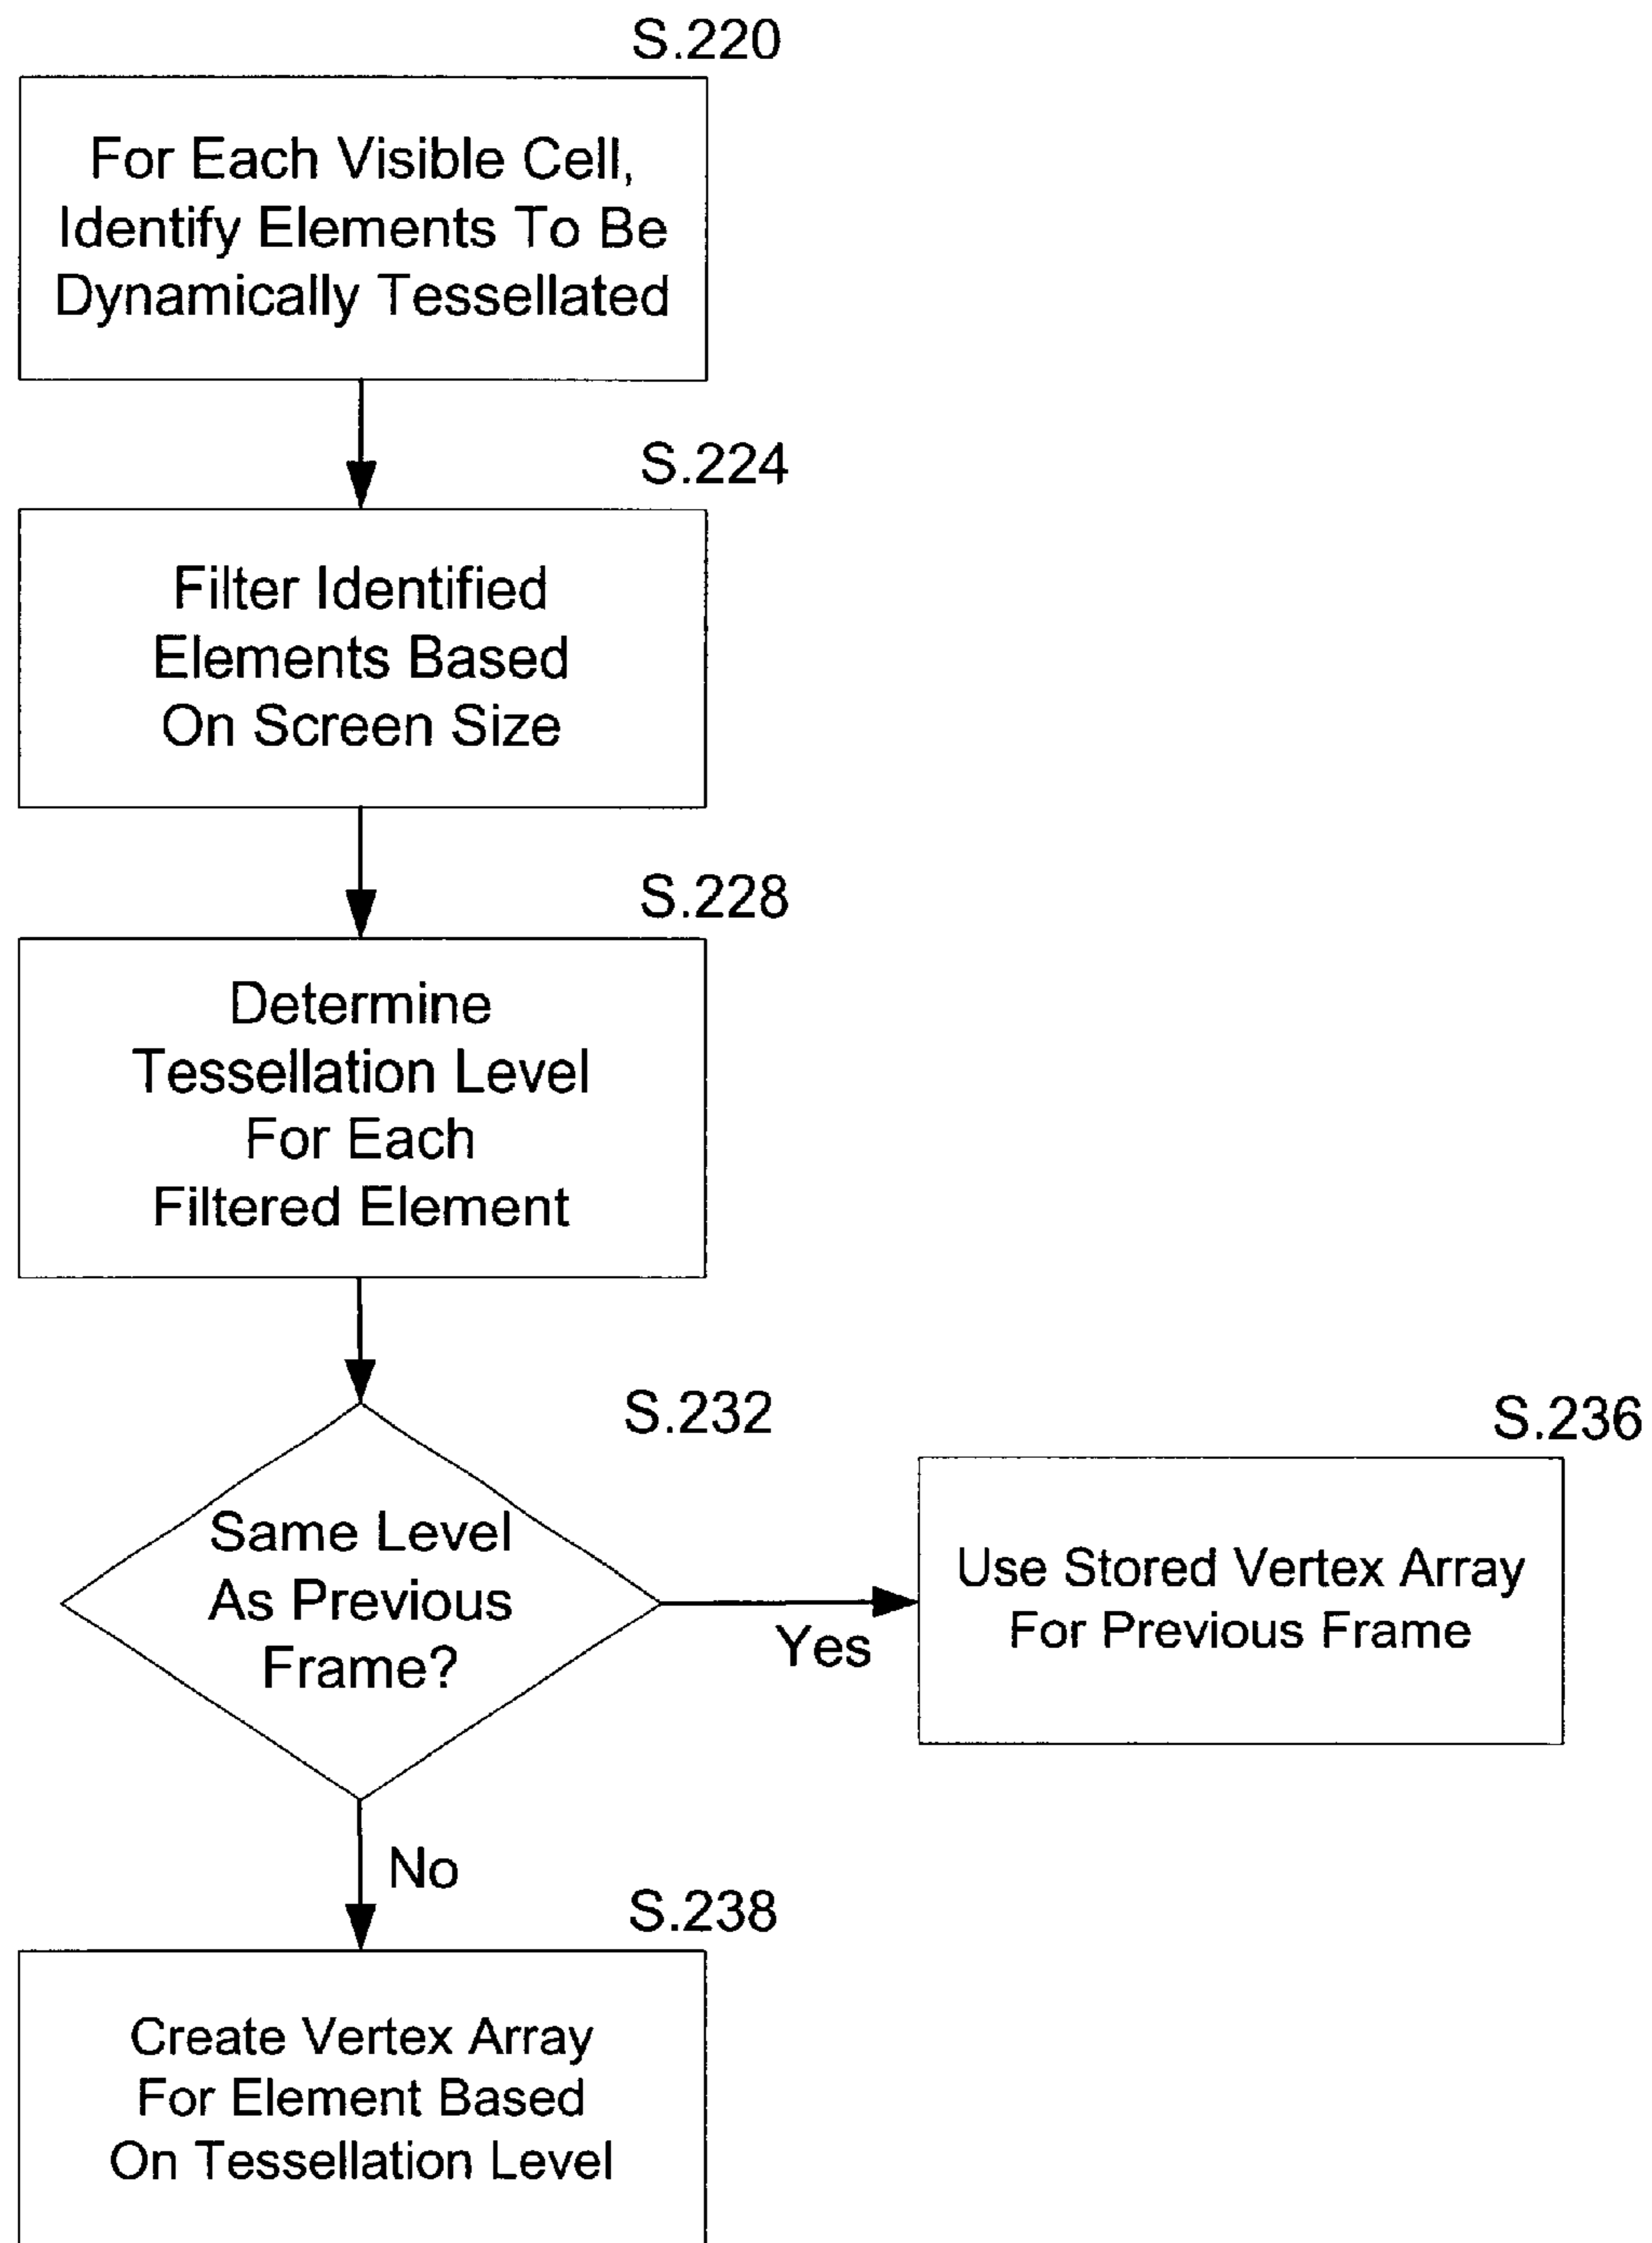 S.220
For Each Visible Cell,
Identify Elements To Be
Dynamically Tessellated
S.224
Filter Identified
Elements Based
On Screen Size
S.228
Determine
Tessellation Level
For Each
Filtered Element
S.232
Same Level
As Previous
Frame?
Yes
S.236
Use Stored Vertex Array
For Previous Frame
No
S.238
Create Vertex Array
For Element Based
On Tessellation Level